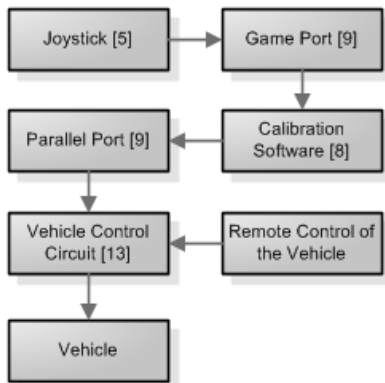 Joystick [5]
Game Port [9]
Parallel Port [9]
Calibration
Software [8]
Vehicle Control
Circuit [13]
Remote Control of
the Vehicle
Vehicle